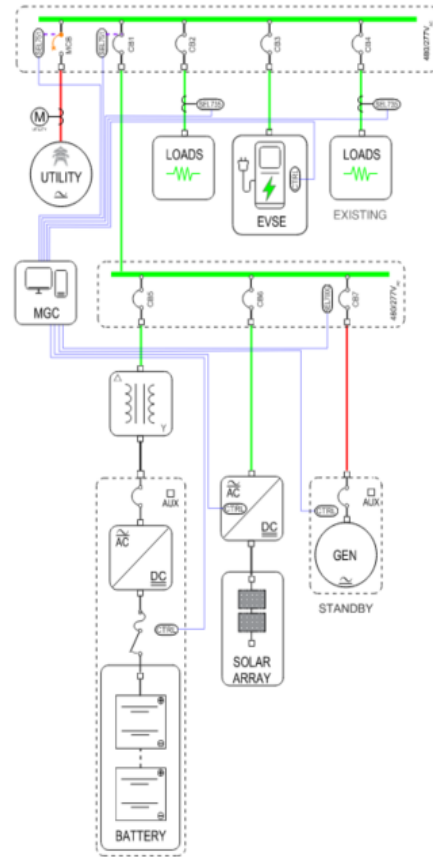 MCB
CB1
CB2
CB3
CB4
480/277V
M
UTILITY
LOADS
CTRL
EVSE
LOADS
EXISTING
MGC
CB5
CB6
CB7
480/277V
Y
AUX
AC
DC
CTRL
AC
CTRL
DC
SOLAR
ARRAY
AUX
CTRL
GEN
STANDBY
BATTERY